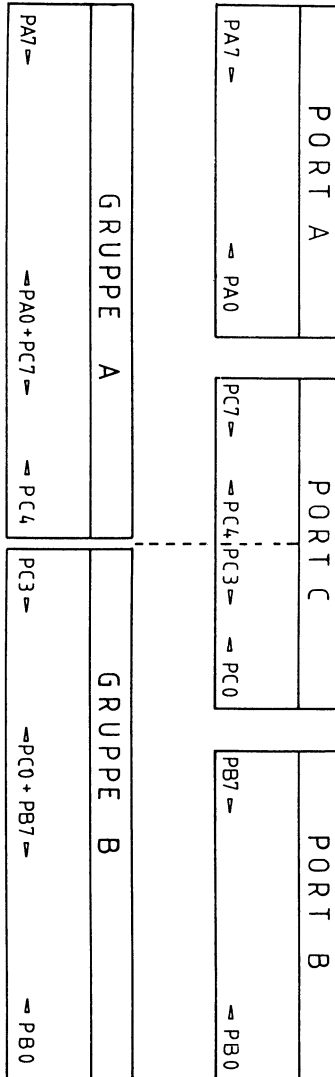 PORT A
PA7 PA0
PORT C
PC7 PC4 PC3 PC0
PORT B
PB7 PB0
GRUPPE A
PA7 PA0+PC7 PC4
GRUPPE B
PC3 PC0+PB7 PB0